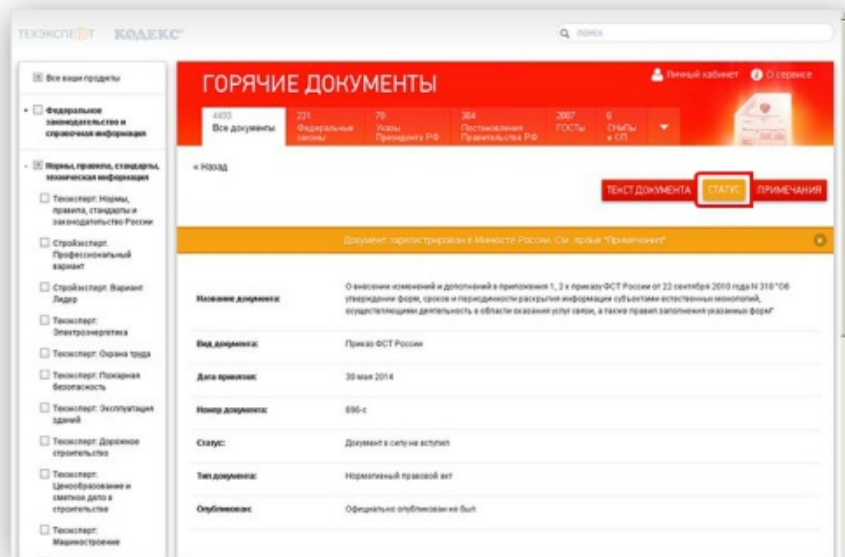 ТЕХЭКСПЕРТ КОДЕКС®
ПОИСК
Все ваши продукты
Федеральное
законодательство и
справочная информация
Нормы, правила, стандарты,
техническая информация
Техэксперт: Нормы,
правила, стандарты и
законодательство России
Стройэксперт.
Профессиональный
вариант
Стройэксперт. Вариант
Лидер
Техэксперт:
Электроэнергетика
Техэксперт: Охрана труда
Техэксперт: Пожарная
безопасность
Техэксперт: Эксплуатация
зданий
Техэксперт: Дорожное
строительство
Техэксперт:
Ценообразование и
сметное дело в
строительстве
Техэксперт:
Машиностроение
ГОРЯЧИЕ ДОКУМЕНТЫ
Личный кабинет О сервисе
4493
Все документы
231
Федеральные
законы
78
Указы
Президента РФ
304
Постановления
Правительства РФ
2087
ГОСТы
6
СНиПы
и СП
« Назад
ТЕКСТ ДОКУМЕНТА СТАТУС ПРИМЕЧАНИЯ
Документ зарегистрирован в Минюсте России. См. ярлык "Примечания"
Название документа:
О внесении изменений и дополнений в приложения 1, 2 к приказу ФСТ России от 22 сентября 2010 года N 318 "Об
утверждении форм, сроков и периодичности раскрытия информации субъектами естественных монополий,
осуществляющими деятельность в области оказания услуг связи, а также правил заполнения указанных форм"
Вид документа: Приказ ФСТ России
Дата принятия: 30 мая 2014
Номер документа: 896-с
Статус: Документ в силу не вступил
Тип документа: Нормативный правовой акт
Опубликован: Официально опубликован не был